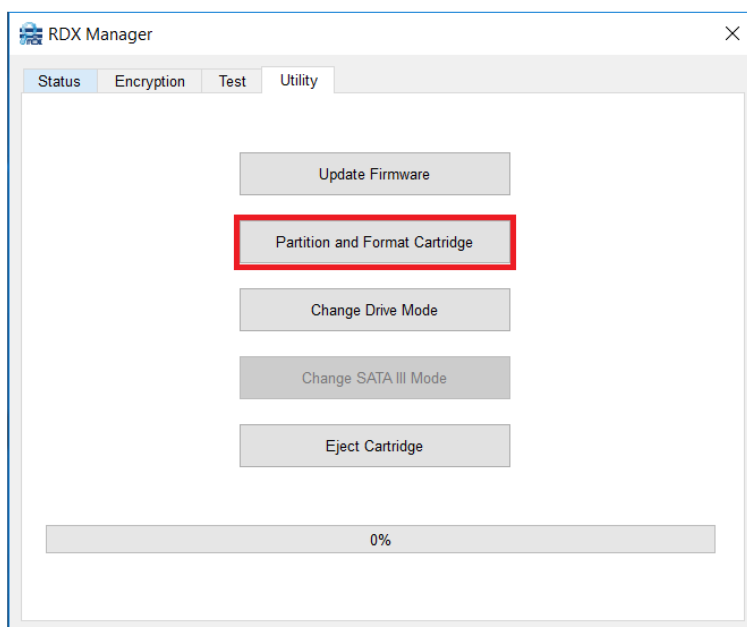 RDX Manager
Status Encryption Test Utility
Update Firmware
Partition and Format Cartridge
Change Drive Mode
Change SATA III Mode
Eject Cartridge
0%